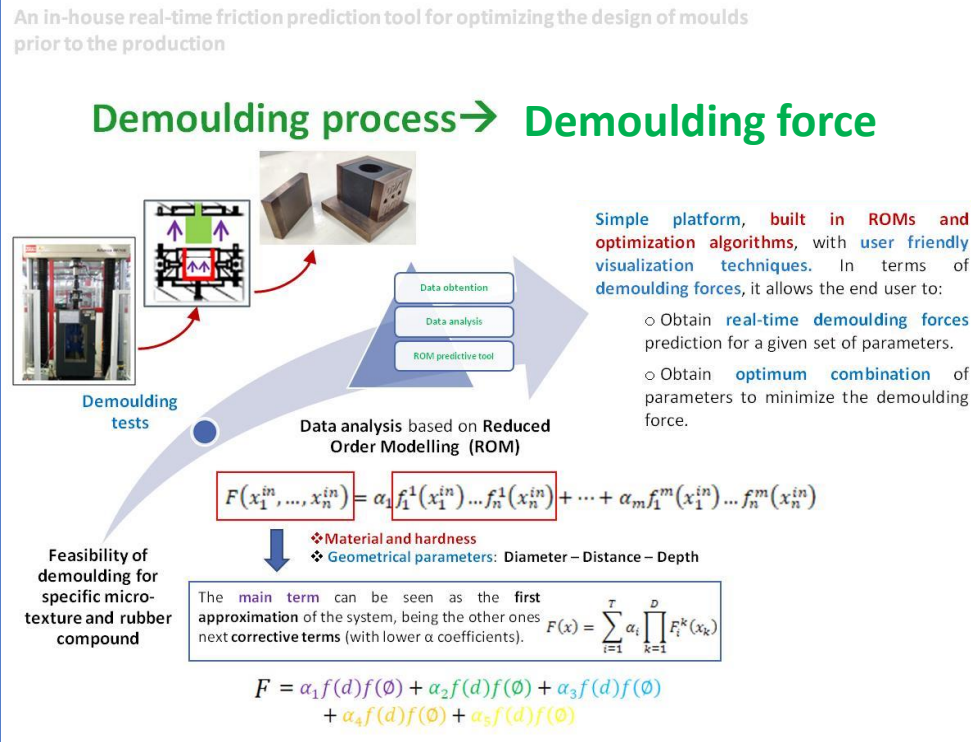 An in-house real-time friction prediction tool for optimizing the design of moulds
prior to the production
Demoulding process→ Demoulding force
Demoulding
tests
Data obtention
Data analysis
ROM predictive tool
Simple platform, built in ROMs and
optimization algorithms, with user friendly
visualization techniques. In terms of
demoulding forces, it allows the end user to:
o Obtain real-time demoulding forces
prediction for a given set of parameters.
o Obtain optimum combination of
parameters to minimize the demoulding
force.
Data analysis based on Reduced
Order Modelling (ROM)
F(x₁ⁱⁿ, ..., xₙⁱⁿ) = α₁f₁¹(x₁ⁱⁿ)...fₙ¹(xₙⁱⁿ) + ⋯ + αₘf₁ᵐ(x₁ⁱⁿ)...fₙᵐ(xₙⁱⁿ)
❖Material and hardness
❖ Geometrical parameters: Diameter – Distance – Depth
Feasibility of
demoulding for
specific micro-
texture and rubber
compound
The main term can be seen as the first
approximation of the system, being the other ones
next corrective terms (with lower α coefficients).
F(x) = ∑ᵢ₌₁ᵀ αᵢ ∏ₖ₌₁ᴰ Fᵢᵏ(xₖ)
F = α₁f(d)f(∅) + α₂f(d)f(∅) + α₃f(d)f(∅)
+ α₄f(d)f(∅) + α₅f(d)f(∅)